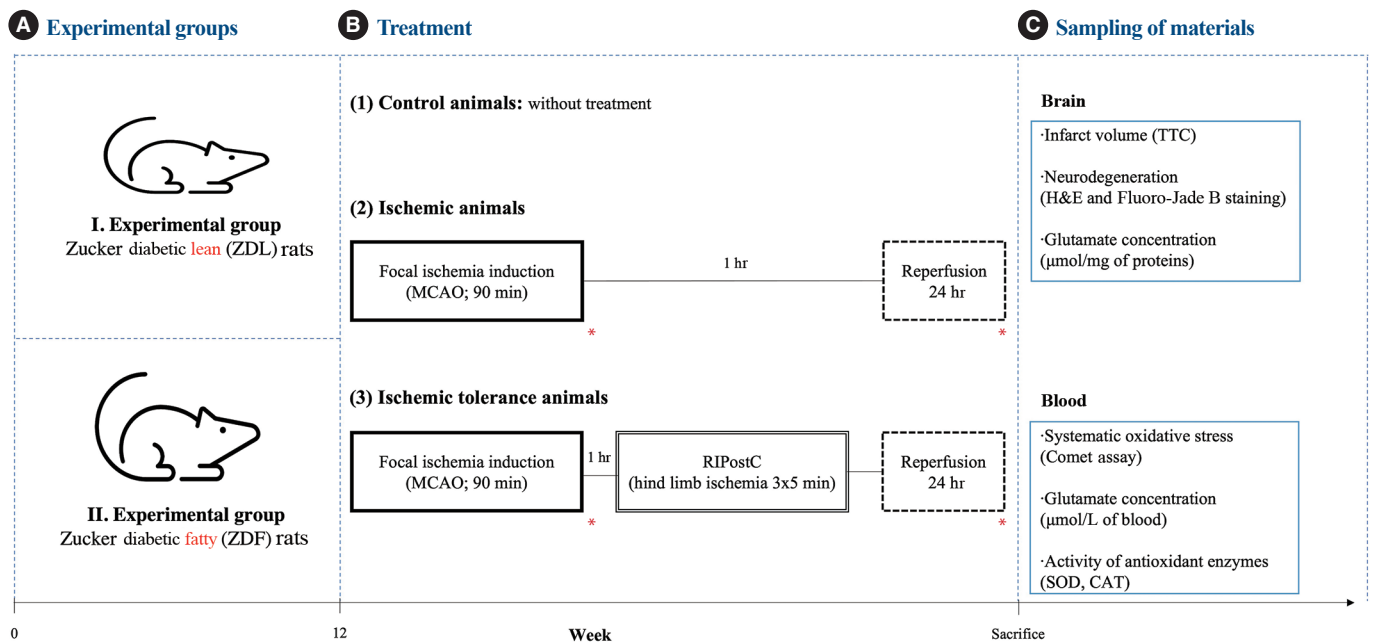 A Experimental groups
I. Experimental group
Zucker diabetic lean (ZDL) rats
II. Experimental group
Zucker diabetic fatty (ZDF) rats
B Treatment
(1) Control animals: without treatment
(2) Ischemic animals
Focal ischemia induction
(MCAO; 90 min)
*
1 hr
Reperfusion
24 hr
*
(3) Ischemic tolerance animals
Focal ischemia induction
(MCAO; 90 min)
*
1 hr
RIPostC
(hind limb ischemia 3x5 min)
Reperfusion
24 hr
*
C Sampling of materials
Brain
·Infarct volume (TTC)
·Neurodegeneration
(H&E and Fluoro-Jade B staining)
·Glutamate concentration
(μmol/mg of proteins)
Blood
·Systematic oxidative stress
(Comet assay)
·Glutamate concentration
(μmol/L of blood)
·Activity of antioxidant enzymes
(SOD, CAT)
0 12 Week Sacrifice